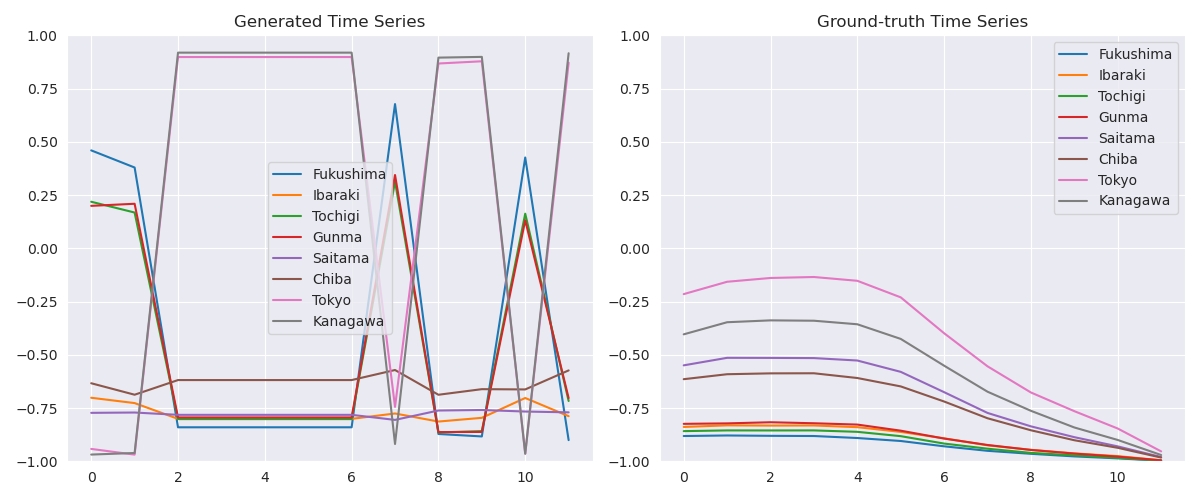 Generated Time Series
1.00
0.75
0.50
0.25
0.00
−0.25
−0.50
−0.75
−1.00
0 2 4 6 8 10
Fukushima
Ibaraki
Tochigi
Gunma
Saitama
Chiba
Tokyo
Kanagawa
Ground-truth Time Series
1.00
0.75
0.50
0.25
0.00
−0.25
−0.50
−0.75
−1.00
0 2 4 6 8 10
Fukushima
Ibaraki
Tochigi
Gunma
Saitama
Chiba
Tokyo
Kanagawa